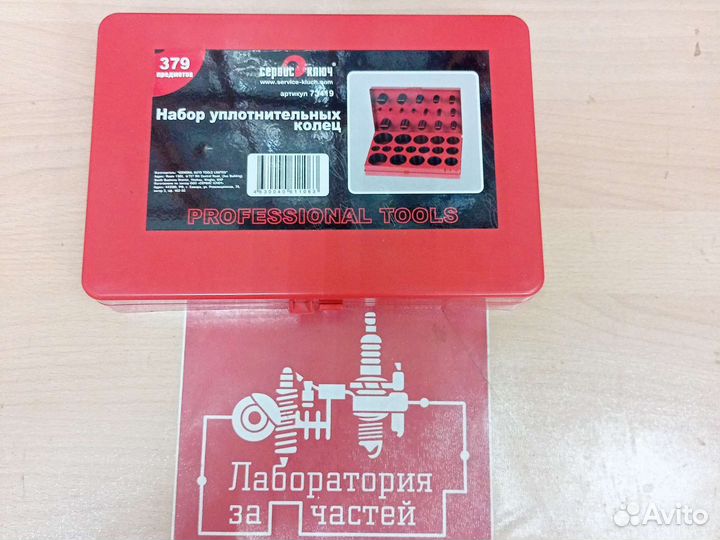 379
предметов
сервис ключ
www.service-kluch.com
артикул 73419
Набор уплотнительных
колец
4630040611063
PROFESSIONAL TOOLS
Лаборатория
за частей
Avito